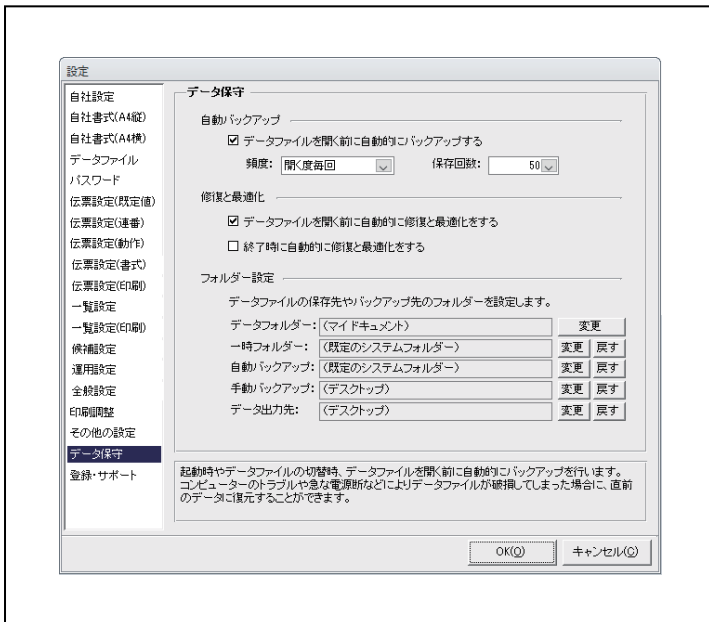 設定
自社設定
自社書式(A4縦)
自社書式(A4横)
データファイル
パスワード
伝票設定(既定値)
伝票設定(連番)
伝票設定(動作)
伝票設定(書式)
伝票設定(印刷)
一覧設定
一覧設定(印刷)
候補設定
運用設定
全般設定
印刷調整
その他の設定
データ保守
登録・サポート
データ保守
自動バックアップ
データファイルを開く前に自動的にバックアップする
頻度: 開く度毎回 保存回数: 50
修復と最適化
データファイルを開く前に自動的に修復と最適化をする
終了時に自動的に修復と最適化をする
フォルダー設定
データファイルの保存先やバックアップ先のフォルダーを設定します。
データフォルダー: (マイドキュメント) 変更
一時フォルダー: (既定のシステムフォルダー) 変更 戻す
自動バックアップ: (既定のシステムフォルダー) 変更 戻す
手動バックアップ: (デスクトップ) 変更 戻す
データ出力先: (デスクトップ) 変更 戻す
起動時やデータファイルの切替時、データファイルを開く前に自動的にバックアップを行います。
コンピューターのトラブルや急な電源断などによりデータファイルが破損してしまった場合に、直前
のデータに復元することができます。
OK(O) キャンセル(C)